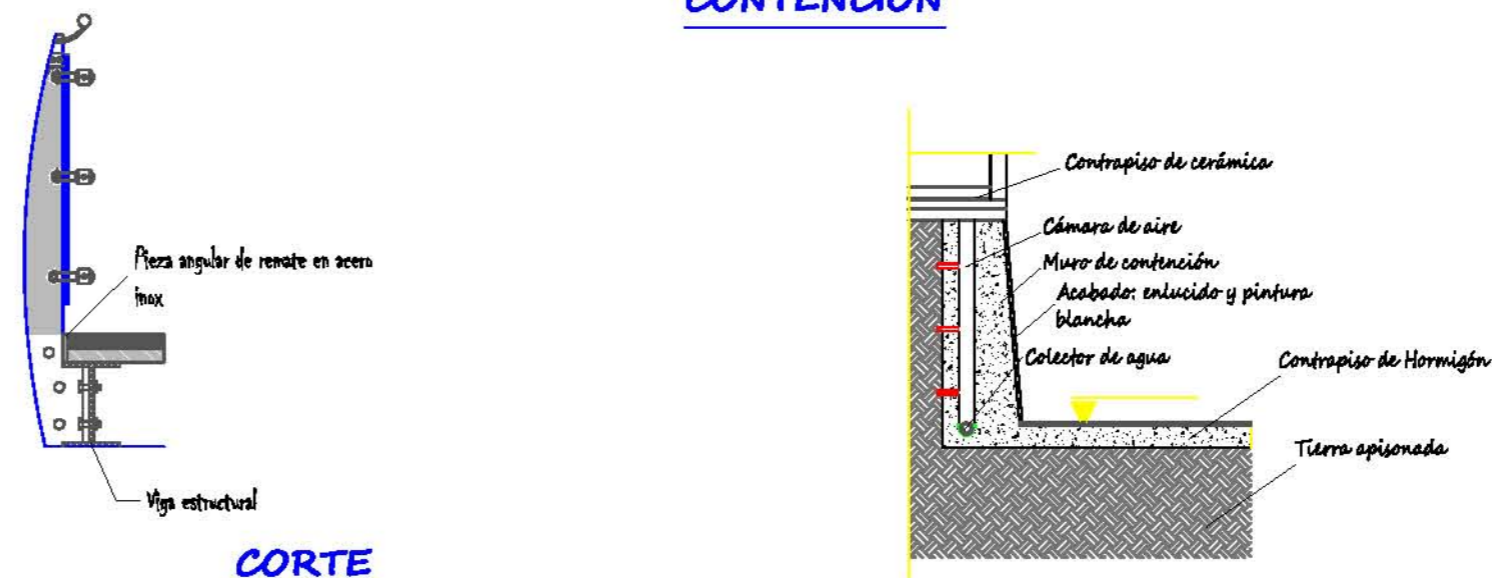 CONTENCIÓN
Pieza angular de remate en acero
inox
Viga estructural
CORTE
Contrapiso de cerámica
Cámara de aire
Muro de contención
Acabado: enlucido y pintura
blancha
Colector de agua
Contrapiso de Hormigón
Tierra apisonada